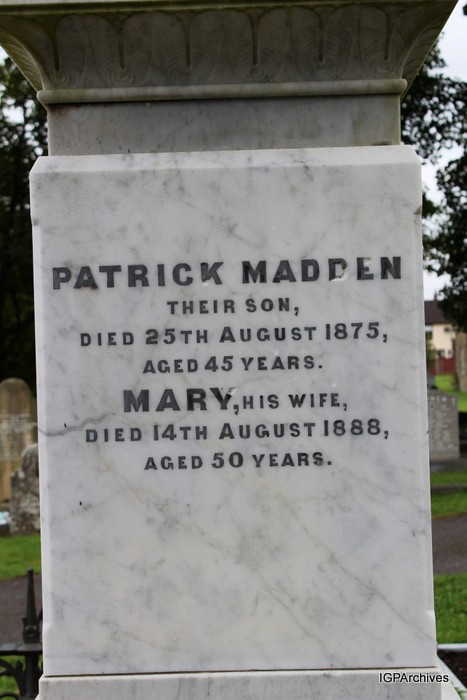 PATRICK MADDEN
THEIR SON,
DIED 25TH AUGUST 1875,
AGED 45 YEARS.
MARY, HIS WIFE,
DIED 14TH AUGUST 1888,
AGED 50 YEARS.
IGPArchives